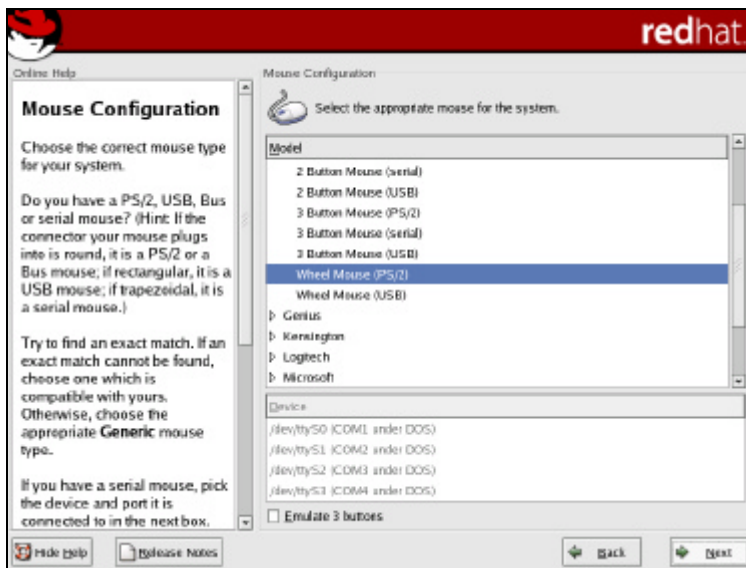 redhat.
Online Help
Mouse Configuration
Choose the correct mouse type
for your system.
Do you have a PS/2, USB, Bus
or serial mouse? (Hint: If the
connector your mouse plugs
into is round, it is a PS/2 or a
Bus mouse; if rectangular, it is a
USB mouse; if trapezoidal, it is
a serial mouse.)
Try to find an exact match. If an
exact match cannot be found,
choose one which is
compatible with yours.
Otherwise, choose the
appropriate Generic mouse
type.
If you have a serial mouse, pick
the device and port it is
connected to in the next box.
Mouse Configuration
Select the appropriate mouse for the system.
Model
2 Button Mouse (serial)
2 Button Mouse (USB)
3 Button Mouse (PS/2)
3 Button Mouse (serial)
3 Button Mouse (USB)
Wheel Mouse (PS/2)
Wheel Mouse (USB)
Genius
Kensington
Logitech
Microsoft
Device
/dev/ttyS0 (COM1 under DOS)
/dev/ttyS1 (COM2 under DOS)
/dev/ttyS2 (COM3 under DOS)
/dev/ttyS3 (COM4 under DOS)
Emulate 3 buttons
Hide Help
Release Notes
Back
Next